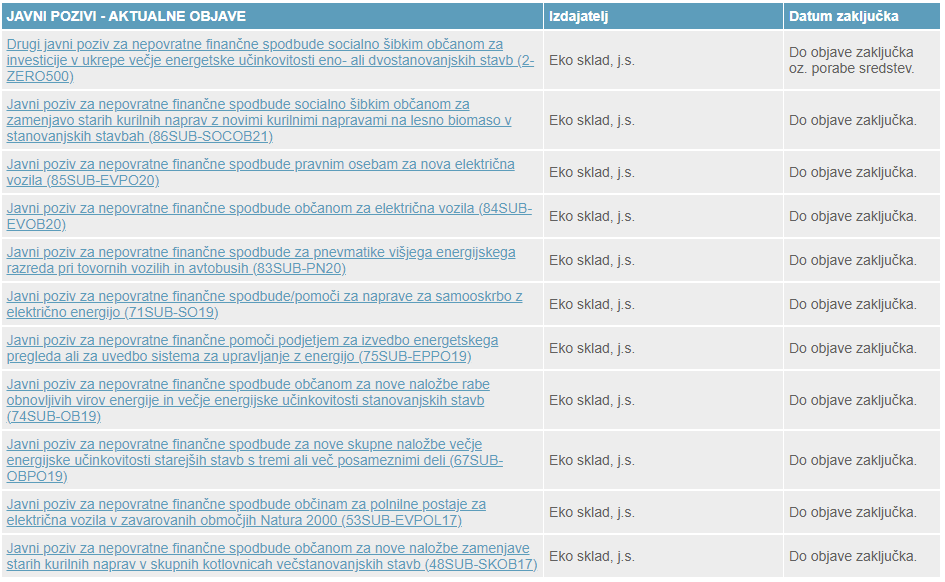 JAVNI POZIVI - AKTUALNE OBJAVE Izdajatelj Datum zaključka
Drugi javni poziv za nepovratne finančne spodbude socialno šibkim občanom za
investicije v ukrepe večje energetske učinkovitosti eno- ali dvostanovanjskih stavb (2-
ZERO500)
Eko sklad, j.s.
Do objave zaključka
oz. porabe sredstev.
Javni poziv za nepovratne finančne spodbude socialno šibkim občanom za
zamenjavo starih kurilnih naprav z novimi kurilnimi napravami na lesno biomaso v
stanovanjskih stavbah (86SUB-SOCOB21)
Eko sklad, j.s.
Do objave zaključka.
Javni poziv za nepovratne finančne spodbude pravnim osebam za nova električna
vozila (85SUB-EVPO20)
Eko sklad, j.s.
Do objave zaključka.
Javni poziv za nepovratne finančne spodbude občanom za električna vozila (84SUB-
EVOB20)
Eko sklad, j.s.
Do objave zaključka.
Javni poziv za nepovratne finančne spodbude za pnevmatike višjega energijskega
razreda pri tovornih vozilih in avtobusih (83SUB-PN20)
Eko sklad, j.s.
Do objave zaključka.
Javni poziv za nepovratne finančne spodbude/pomoči za naprave za samooskrbo z
električno energijo (71SUB-SO19)
Eko sklad, j.s.
Do objave zaključka.
Javni poziv za nepovratne finančne pomoči podjetjem za izvedbo energetskega
pregleda ali za uvedbo sistema za upravljanje z energijo (75SUB-EPPO19)
Eko sklad, j.s.
Do objave zaključka.
Javni poziv za nepovratne finančne spodbude občanom za nove naložbe rabe
obnovljivih virov energije in večje energijske učinkovitosti stanovanjskih stavb
(74SUB-OB19)
Eko sklad, j.s.
Do objave zaključka.
Javni poziv za nepovratne finančne spodbude za nove skupne naložbe večje
energijske učinkovitosti starejših stavb s tremi ali več posameznimi deli (67SUB-
OBPO19)
Eko sklad, j.s.
Do objave zaključka.
Javni poziv za nepovratne finančne spodbude občinam za polnilne postaje za
električna vozila v zavarovanih območjih Natura 2000 (53SUB-EVPOL17)
Eko sklad, j.s.
Do objave zaključka.
Javni poziv za nepovratne finančne spodbude občanom za nove naložbe zamenjave
starih kurilnih naprav v skupnih kotlovnicah večstanovanjskih stavb (48SUB-SKOB17)
Eko sklad, j.s.
Do objave zaključka.